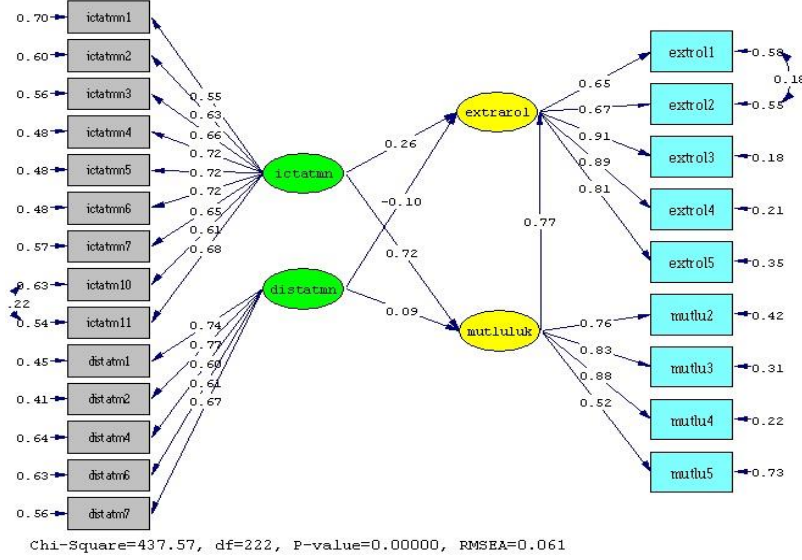 0.70 ictatmn1
0.60 ictatmn2
0.56 ictatmn3
0.48 ictatmn4
0.48 ictatmn5
0.48 ictatmn6
0.57 ictatmn7
0.63 ictatm10
.22
0.54 ictatm11
0.45 distatm1
0.41 distatm2
0.64 distatm4
0.63 distatm6
0.56 distatm7
0.55
0.63
0.66
0.72
0.72
0.72
0.65
0.61
0.68
0.74
0.77
0.60
0.61
0.67
ictatmn
distatmn
0.26
-0.10
0.72
0.09
extrarol
0.77
mutluluk
0.65
0.67
0.91
0.89
0.81
0.76
0.83
0.88
0.52
extrol1 0.58
0.18
extrol2 0.55
extrol3 0.18
extrol4 0.21
extrol5 0.35
mutlu2 0.42
mutlu3 0.31
mutlu4 0.22
mutlu5 0.73
Chi-Square=437.57, df=222, P-value=0.00000, RMSEA=0.061